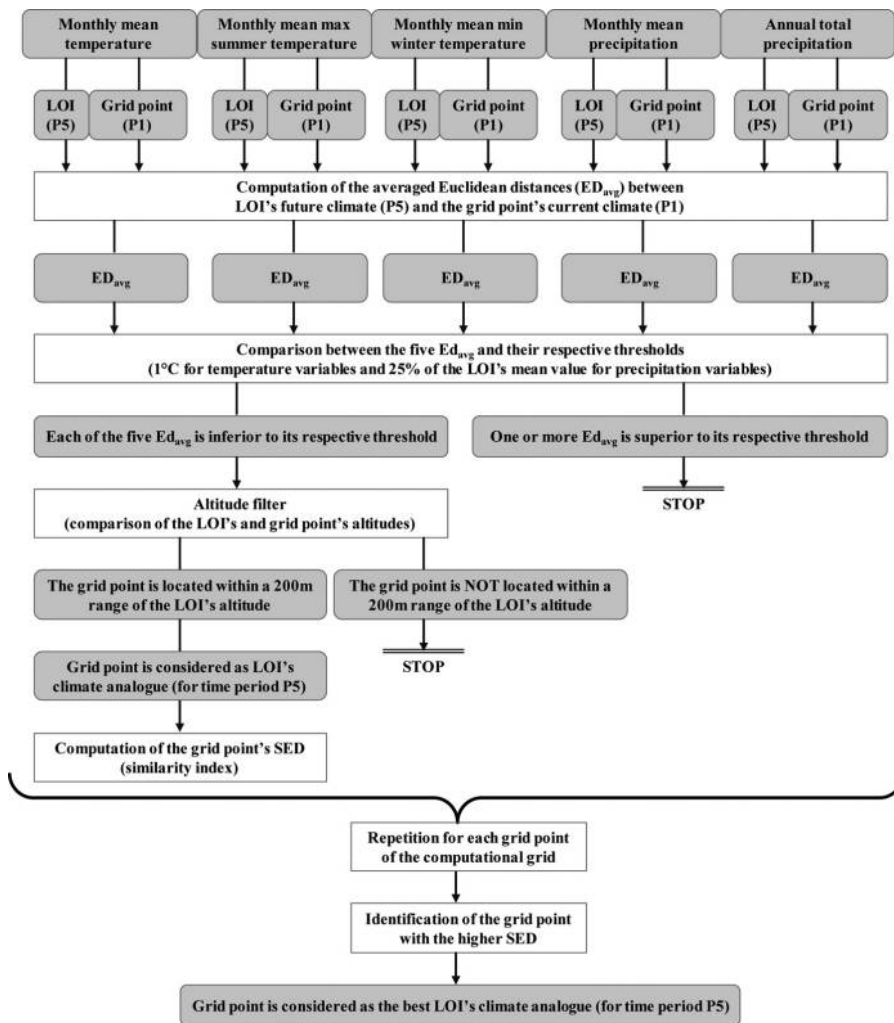 Monthly mean
temperature
Monthly mean max
summer temperature
Monthly mean min
winter temperature
Monthly mean
precipitation
Annual total
precipitation
LOI
(P5)
Grid point
(P1)
LOI
(P5)
Grid point
(P1)
LOI
(P5)
Grid point
(P1)
LOI
(P5)
Grid point
(P1)
LOI
(P5)
Grid point
(P1)
Computation of the averaged Euclidean distances (EDavg) between
LOI's future climate (P5) and the grid point's current climate (P1)
EDavg
EDavg
EDavg
EDavg
EDavg
Comparison between the five Edavg and their respective thresholds
(1°C for temperature variables and 25% of the LOI's mean value for precipitation variables)
Each of the five Edavg is inferior to its respective threshold
One or more Edavg is superior to its respective threshold
STOP
Altitude filter
(comparison of the LOI's and grid point's altitudes)
The grid point is located within a 200m
range of the LOI's altitude
The grid point is NOT located within a
200m range of the LOI's altitude
STOP
Grid point is considered as LOI's
climate analogue (for time period P5)
Computation of the grid point's SED
(similarity index)
Repetition for each grid point
of the computational grid
Identification of the grid point
with the higher SED
Grid point is considered as the best LOI's climate analogue (for time period P5)